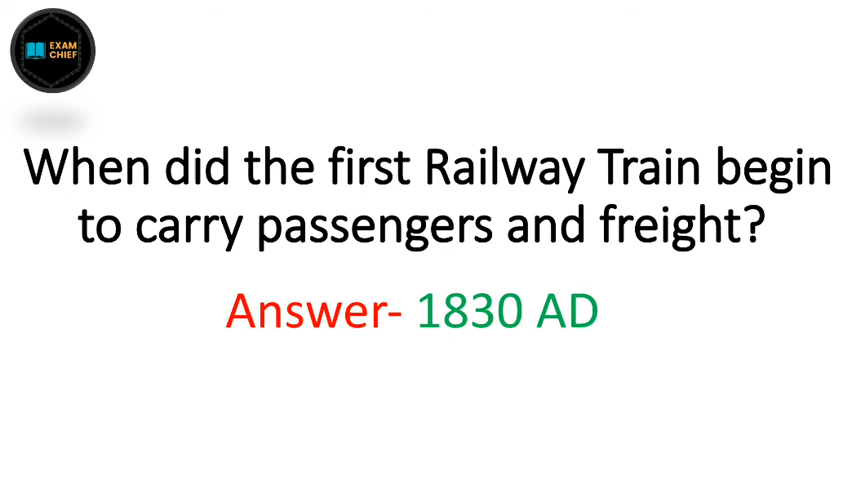 EXAM
CHIEF
When did the first Railway Train begin
to carry passengers and freight?
Answer- 1830 AD